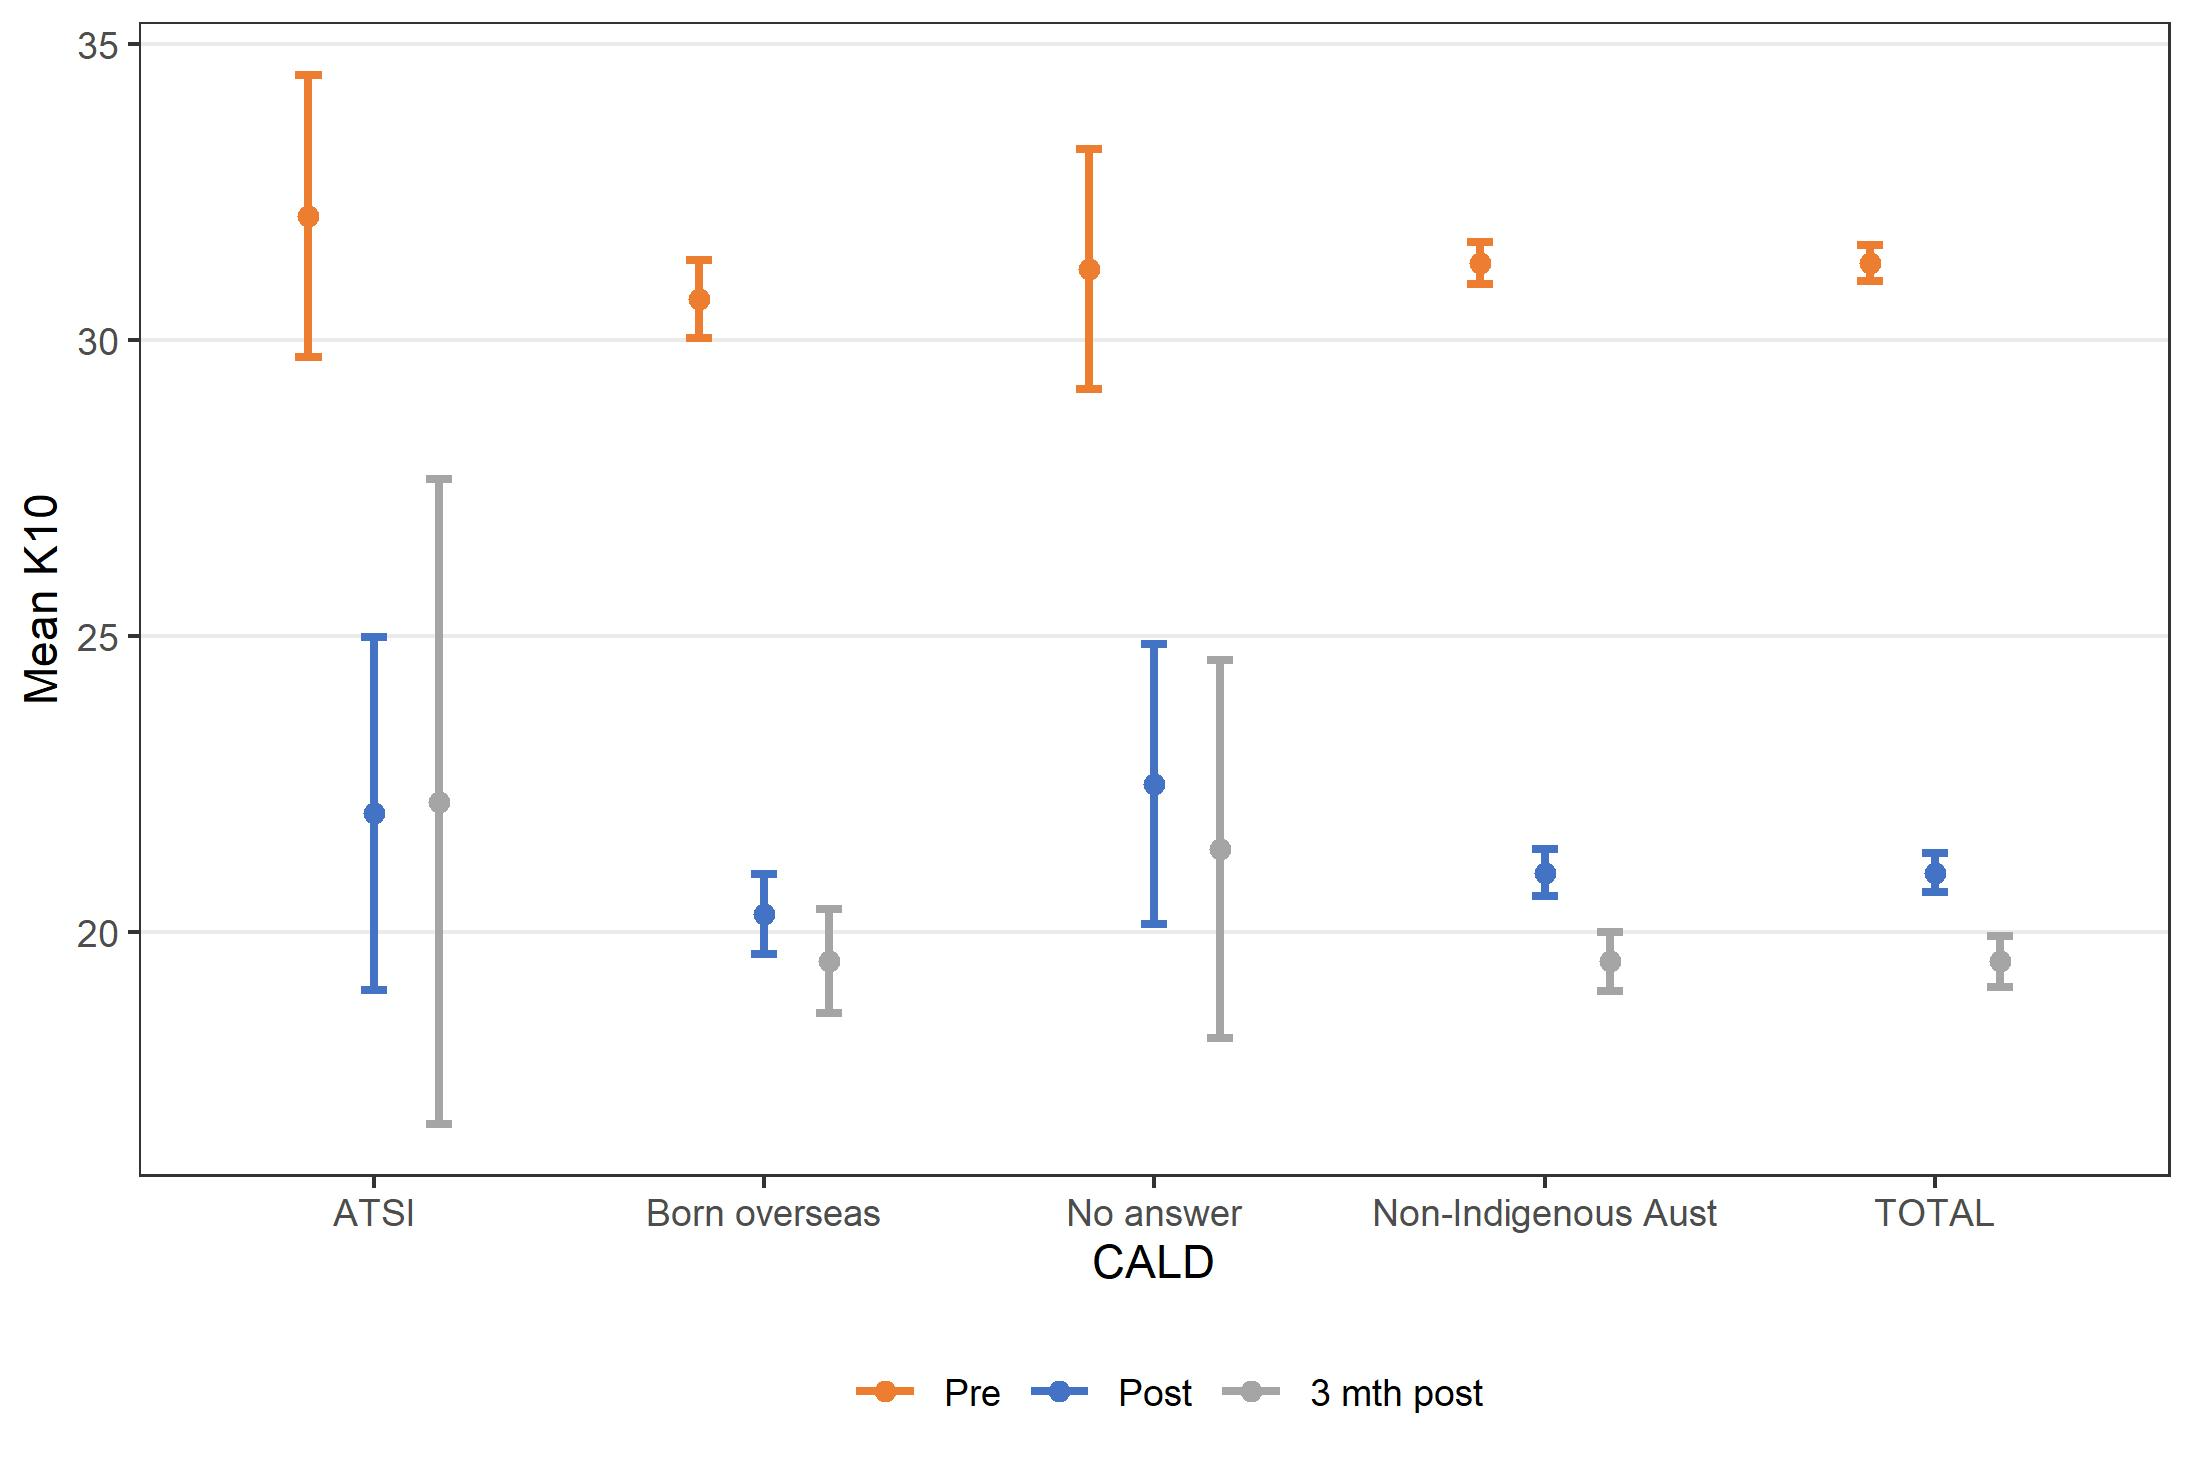 35
30
25
20
Mean K10
ATSI Born overseas No answer Non-Indigenous Aust TOTAL
CALD
Pre Post 3 mth post